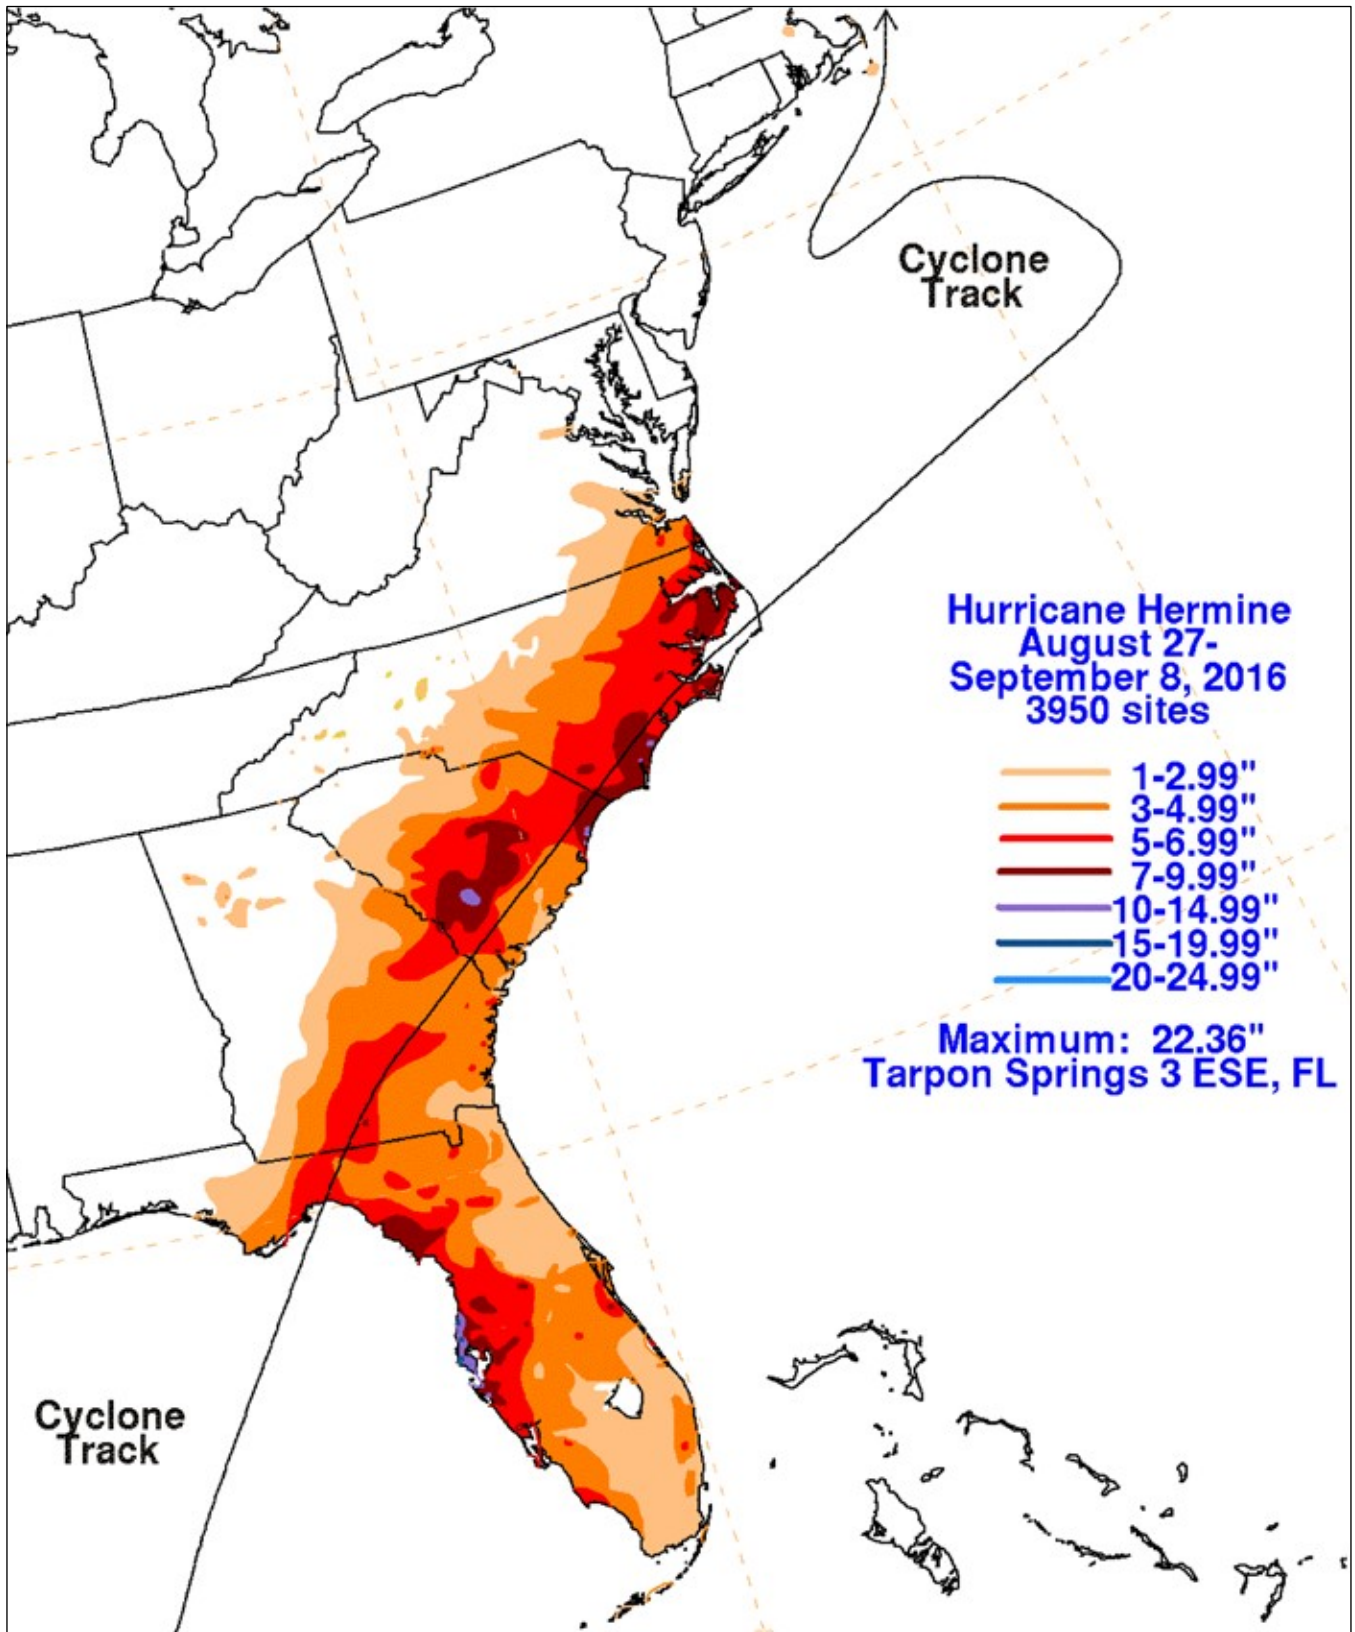 Cyclone
Track
Hurricane Hermine
August 27-
September 8, 2016
3950 sites
1-2.99"
3-4.99"
5-6.99"
7-9.99"
10-14.99"
15-19.99"
20-24.99"
Maximum: 22.36"
Tarpon Springs 3 ESE, FL
Cyclone
Track